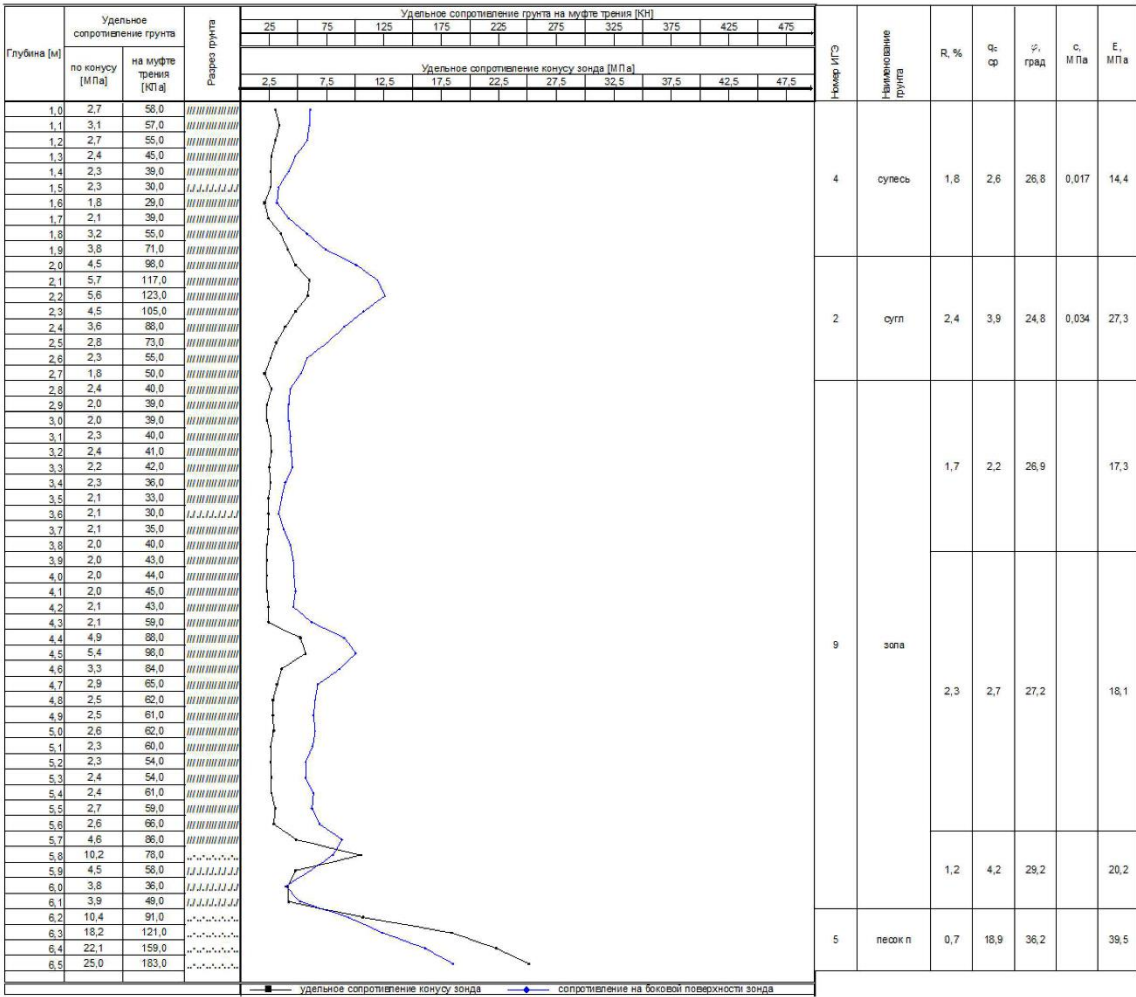 Глубина [м] Удельное сопротивление грунта по конусу [МПа] на муфте трения [КПа] Разрез грунта
Удельное сопротивление грунта на муфте трения [КН]
25 75 125 175 225 275 325 375 425 475
Удельное сопротивление конусу зонда [МПа]
2,5 7,5 12,5 17,5 22,5 27,5 32,5 37,5 42,5 47,5
Номер ИГЭ Наименование грунта R, % qc ср φ, град c, МПа E, МПа
1,0 2,7 58,0
1,1 3,1 57,0
1,2 2,7 55,0
1,3 2,4 45,0
1,4 2,3 39,0
4 супесь 1,8 2,6 26,8 0,017 14,4
1,5 2,3 30,0
1,6 1,8 29,0
1,7 2,1 39,0
1,8 3,2 55,0
1,9 3,8 71,0
2,0 4,5 98,0
2,1 5,7 117,0
2,2 5,6 123,0
2,3 4,5 105,0
2 сугл 2,4 3,9 24,8 0,034 27,3
2,4 3,6 88,0
2,5 2,8 73,0
2,6 2,3 55,0
2,7 1,8 50,0
2,8 2,4 40,0
2,9 2,0 39,0
3,0 2,0 39,0
3,1 2,3 40,0
3,2 2,4 41,0
3,3 2,2 42,0
1,7 2,2 26,9 17,3
3,4 2,3 36,0
3,5 2,1 33,0
3,6 2,1 30,0
3,7 2,1 35,0
3,8 2,0 40,0
3,9 2,0 43,0
4,0 2,0 44,0
4,1 2,0 45,0
4,2 2,1 43,0
4,3 2,1 59,0
4,4 4,9 88,0
9 зола
4,5 5,4 98,0
4,6 3,3 84,0
4,7 2,9 65,0
2,3 2,7 27,2 18,1
4,8 2,5 62,0
4,9 2,5 61,0
5,0 2,6 62,0
5,1 2,3 60,0
5,2 2,3 54,0
5,3 2,4 54,0
5,4 2,4 61,0
5,5 2,7 59,0
5,6 2,6 66,0
5,7 4,6 86,0
5,8 10,2 78,0
5,9 4,5 58,0
1,2 4,2 29,2 20,2
6,0 3,8 36,0
6,1 3,9 49,0
6,2 10,4 91,0
6,3 18,2 121,0
5 песок п 0,7 18,9 36,2 39,5
6,4 22,1 159,0
6,5 25,0 183,0
удельное сопротивление конусу зонда сопротивление на боковой поверхности зонда